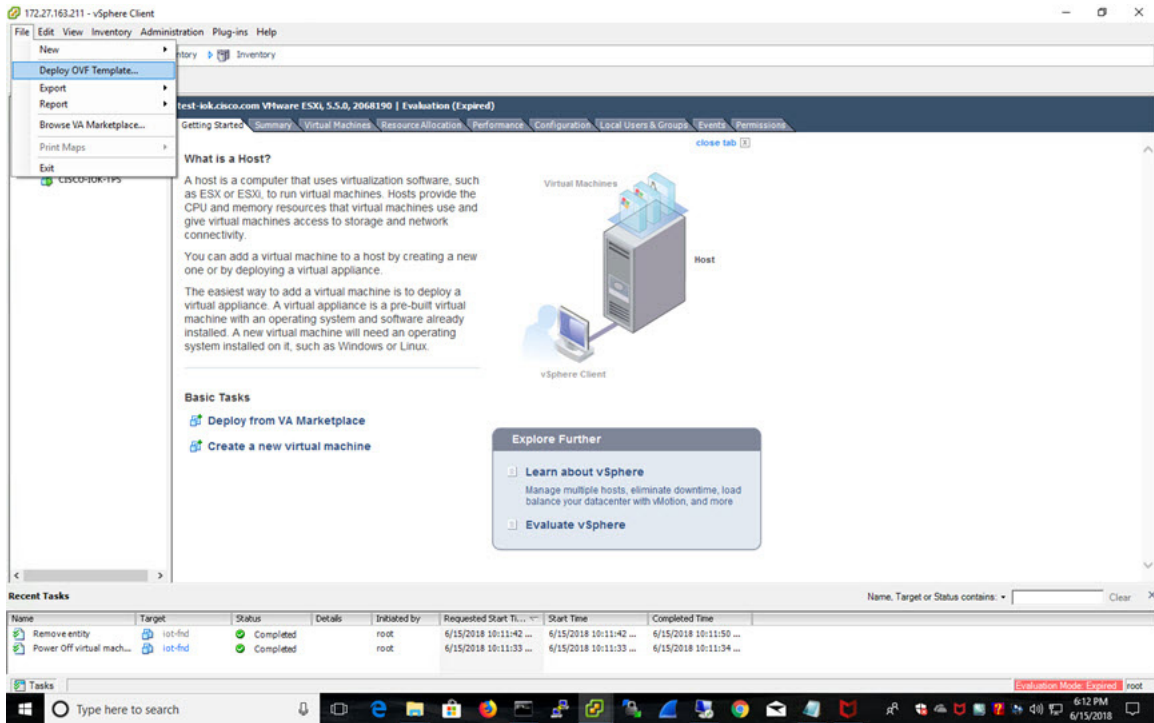 172.27.163.211 - vSphere Client
File Edit View Inventory Administration Plug-ins Help
New
ntory Inventory
Deploy OVF Template...
Export
Report
Browse VA Marketplace...
Print Maps
Exit
CISCO-IOK-TPS
test-iok.cisco.com VMware ESXi, 5.5.0, 2068190 | Evaluation (Expired)
Getting Started Summary Virtual Machines Resource Allocation Performance Configuration Local Users & Groups Events Permissions
close tab
What is a Host?
A host is a computer that uses virtualization software, such
as ESX or ESXi, to run virtual machines. Hosts provide the
CPU and memory resources that virtual machines use and
give virtual machines access to storage and network
connectivity.
You can add a virtual machine to a host by creating a new
one or by deploying a virtual appliance.
The easiest way to add a virtual machine is to deploy a
virtual appliance. A virtual appliance is a pre-built virtual
machine with an operating system and software already
installed. A new virtual machine will need an operating
system installed on it, such as Windows or Linux.
Virtual Machines
Host
vSphere Client
Basic Tasks
Deploy from VA Marketplace
Create a new virtual machine
Explore Further
Learn about vSphere
Manage multiple hosts, eliminate downtime, load
balance your datacenter with vMotion, and more
Evaluate vSphere
Recent Tasks
Name, Target or Status contains:
Clear
Name Target Status Details Initiated by Requested Start Ti... Start Time Completed Time
Remove entity iot-fnd Completed root 6/15/2018 10:11:42 ... 6/15/2018 10:11:42 ... 6/15/2018 10:11:50 ...
Power Off virtual mach... iot-fnd Completed root 6/15/2018 10:11:33 ... 6/15/2018 10:11:33 ... 6/15/2018 10:11:34 ...
Tasks
Evaluation Mode: Expired root
Type here to search
6:12 PM
6/15/2018